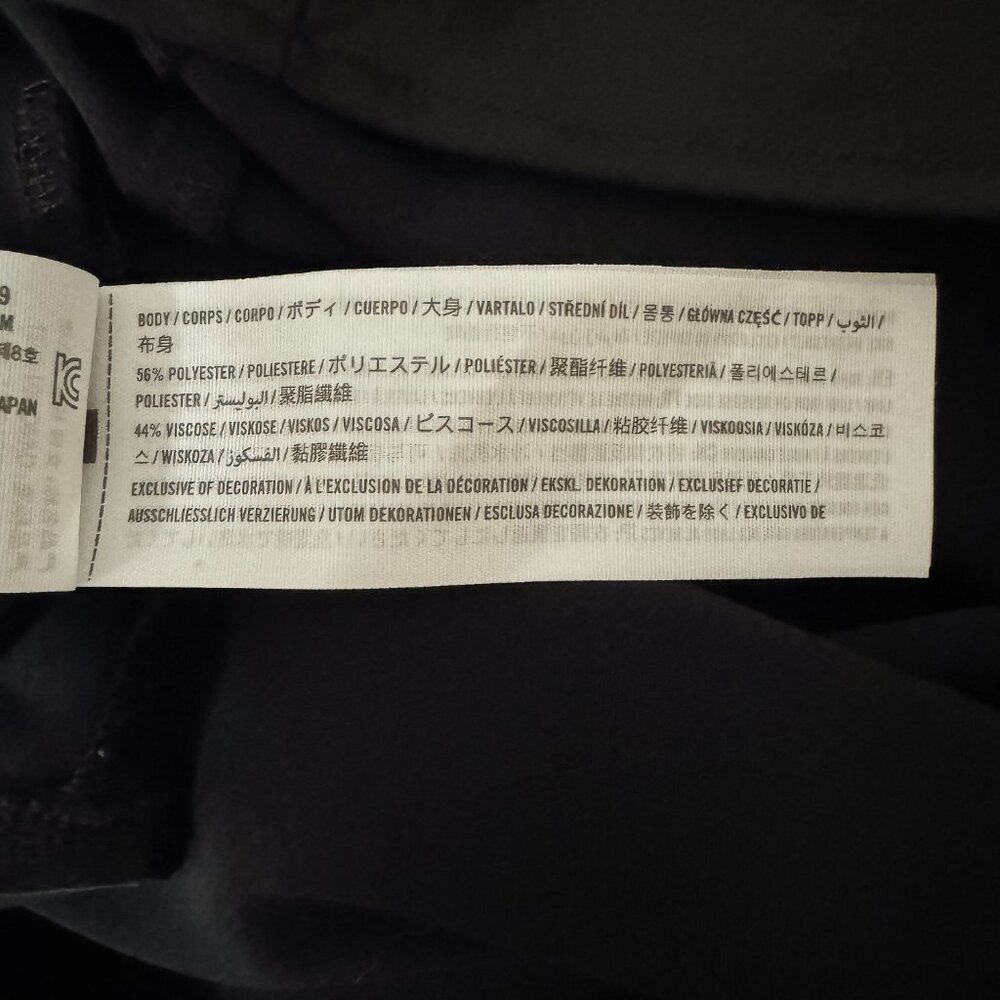 9
M
제8호
APAN
BODY / CORPS / CORPO / ボディ / CUERPO / 大身 / VARTALO / STŘEDNÍ DÍL / 몸통 / GŁÓWNA CZĘŚĆ / TOPP / الثوب /
布身
56% POLYESTER / POLIESTERE / ポリエステル / POLIÉSTER / 聚酯纤维 / POLYESTERIÄ / 폴리에스테르 /
POLIESTER / البوليستر / 聚脂纖維
44% VISCOSE / VISKOSE / VISKOS / VISCOSA / ビスコース / VISCOSILLA / 粘胶纤维 / VISKOOSIA / VISKÓZA / 비스코
스 / WISKOZA / الفسكوز / 黏膠纖維
EXCLUSIVE OF DECORATION / À L'EXCLUSION DE LA DÉCORATION / EKSKL. DEKORATION / EXCLUSIEF DECORATIE /
AUSSCHLIESSLICH VERZIERUNG / UTOM DEKORATIONEN / ESCLUSA DECORAZIONE / 装飾を除く / EXCLUSIVO DE